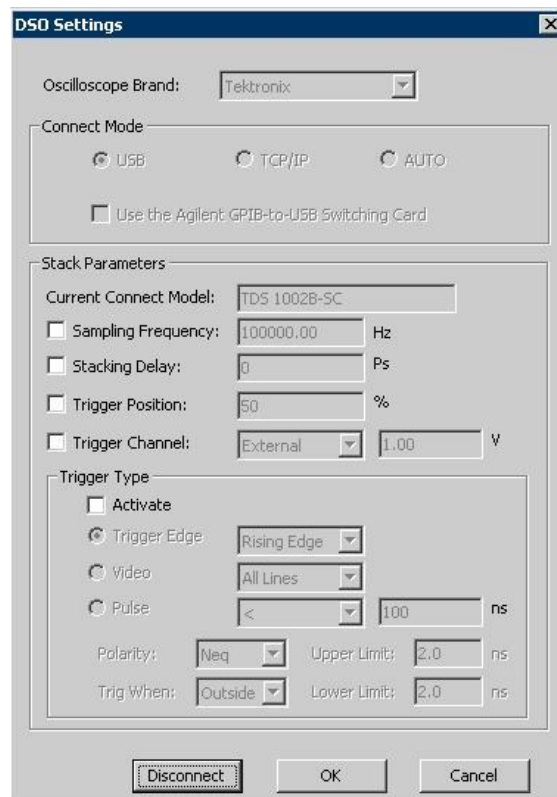 DSO Settings
Oscilloscope Brand: Tektronix
Connect Mode
USB TCP/IP AUTO
Use the Agilent GPIB-to-USB Switching Card
Stack Parameters
Current Connect Model: TDS 1002B-SC
Sampling Frequency: 100000.00 Hz
Stacking Delay: 0 Ps
Trigger Position: 50 %
Trigger Channel: External 1.00 V
Trigger Type
Activate
Trigger Edge Rising Edge
Video All Lines
Pulse < 100 ns
Polarity: Neq Upper Limit: 2.0 ns
Trig When: Outside Lower Limit: 2.0 ns
Disconnect OK Cancel